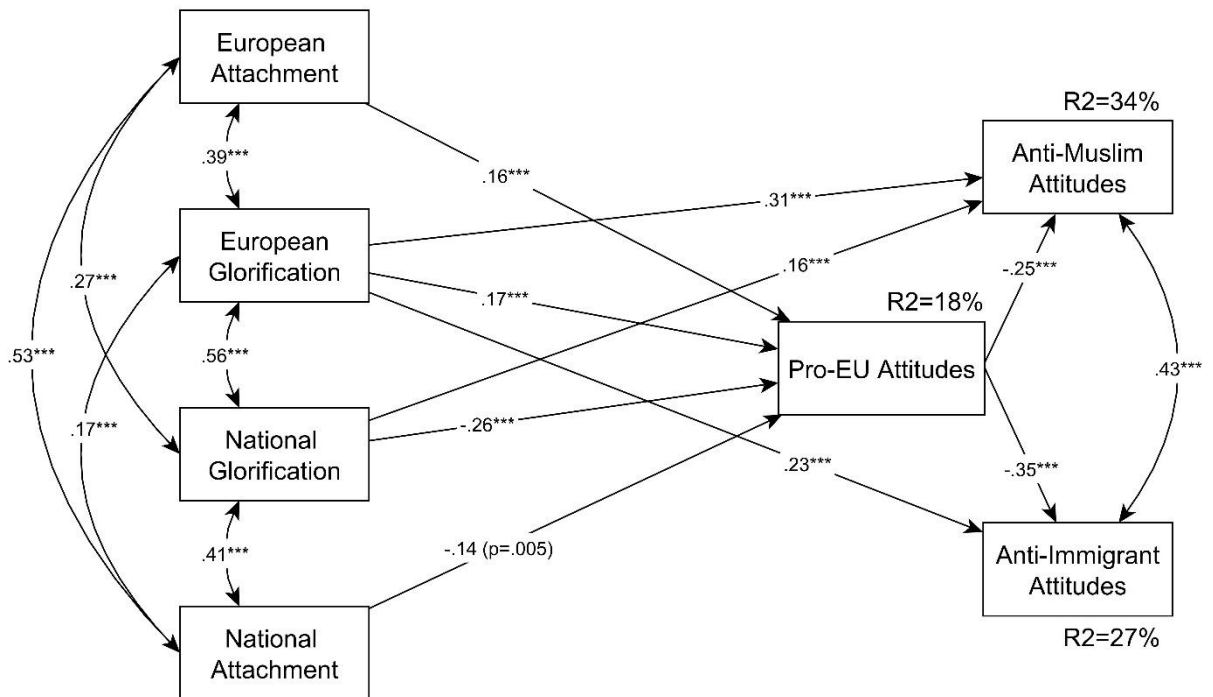 European
Attachment
R2=34%
Anti-Muslim
Attitudes
.39***
.16***
.31***
European
Glorification
.27***
.16***
-.25***
.17***
R2=18%
.53***
.56***
Pro-EU Attitudes
.43***
.17***
National
Glorification
-.26***
.23***
-.35***
.41***
-.14 (p=.005)
Anti-Immigrant
Attitudes
National
Attachment
R2=27%